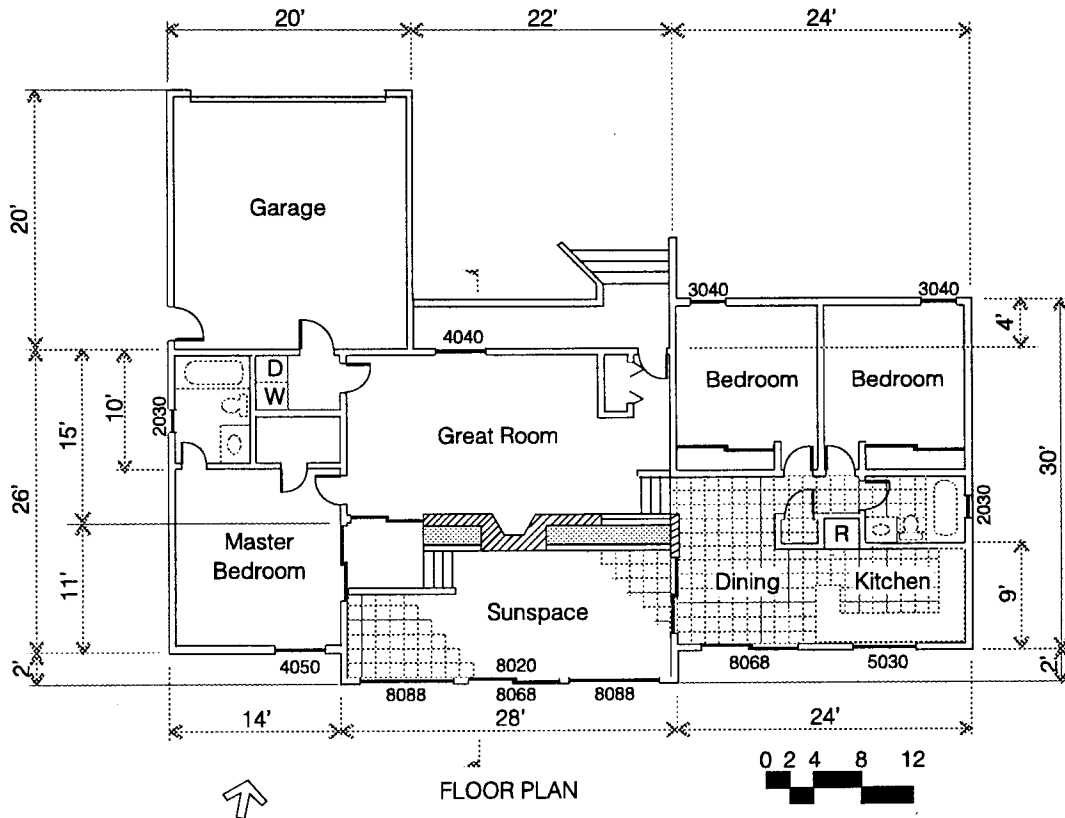 20'
22'
24'
Garage
20'
3040
3040
4'
4040
D
W
Bedroom
Bedroom
2030
10'
15'
Great Room
30'
26'
2030
R
Master
Bedroom
Dining
Kitchen
11'
9'
Sunspace
2'
4050
8020
8068
5030
2'
8088
8068
8088
14'
28'
24'
0 2 4 8 12
FLOOR PLAN